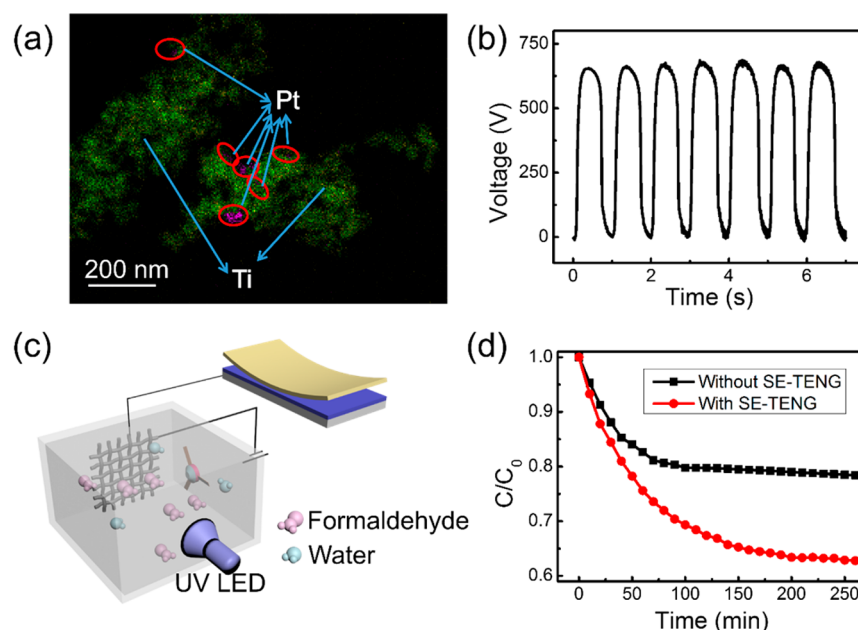 (a)
Pt
200 nm
Ti
(b)
Voltage (V)
750
500
250
0
0 2 4 6
Time (s)
(c)
Formaldehyde
Water
UV LED
(d)
C/C₀
1.0
0.9
0.8
0.7
0.6
Without SE-TENG
With SE-TENG
0 50 100 150 200 250
Time (min)